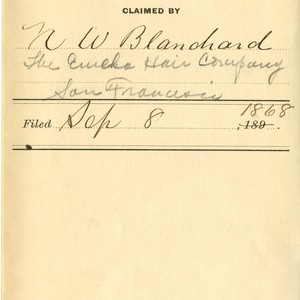 CLAIMED BY
N W Blanchard
The Eureka Hair Company
San Francisco
1868
Filed Sep 8 , 189 .